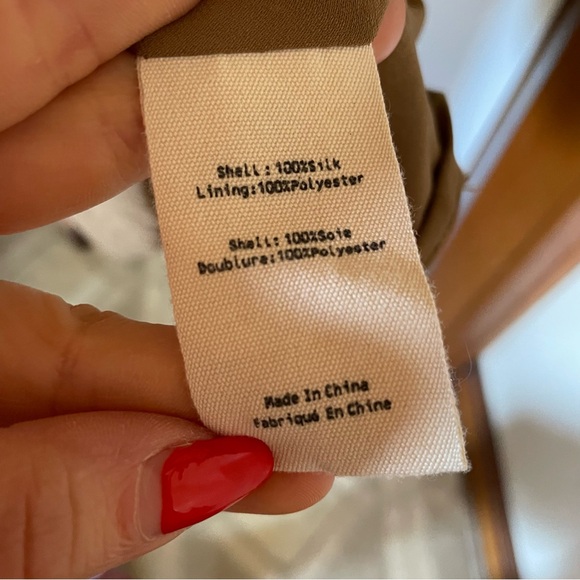 Shell: 100%Silk
Lining:100%Polyester
Shell: 100%Soie
Doublure:100%Polyester
Made In China
Fabriqué En Chine